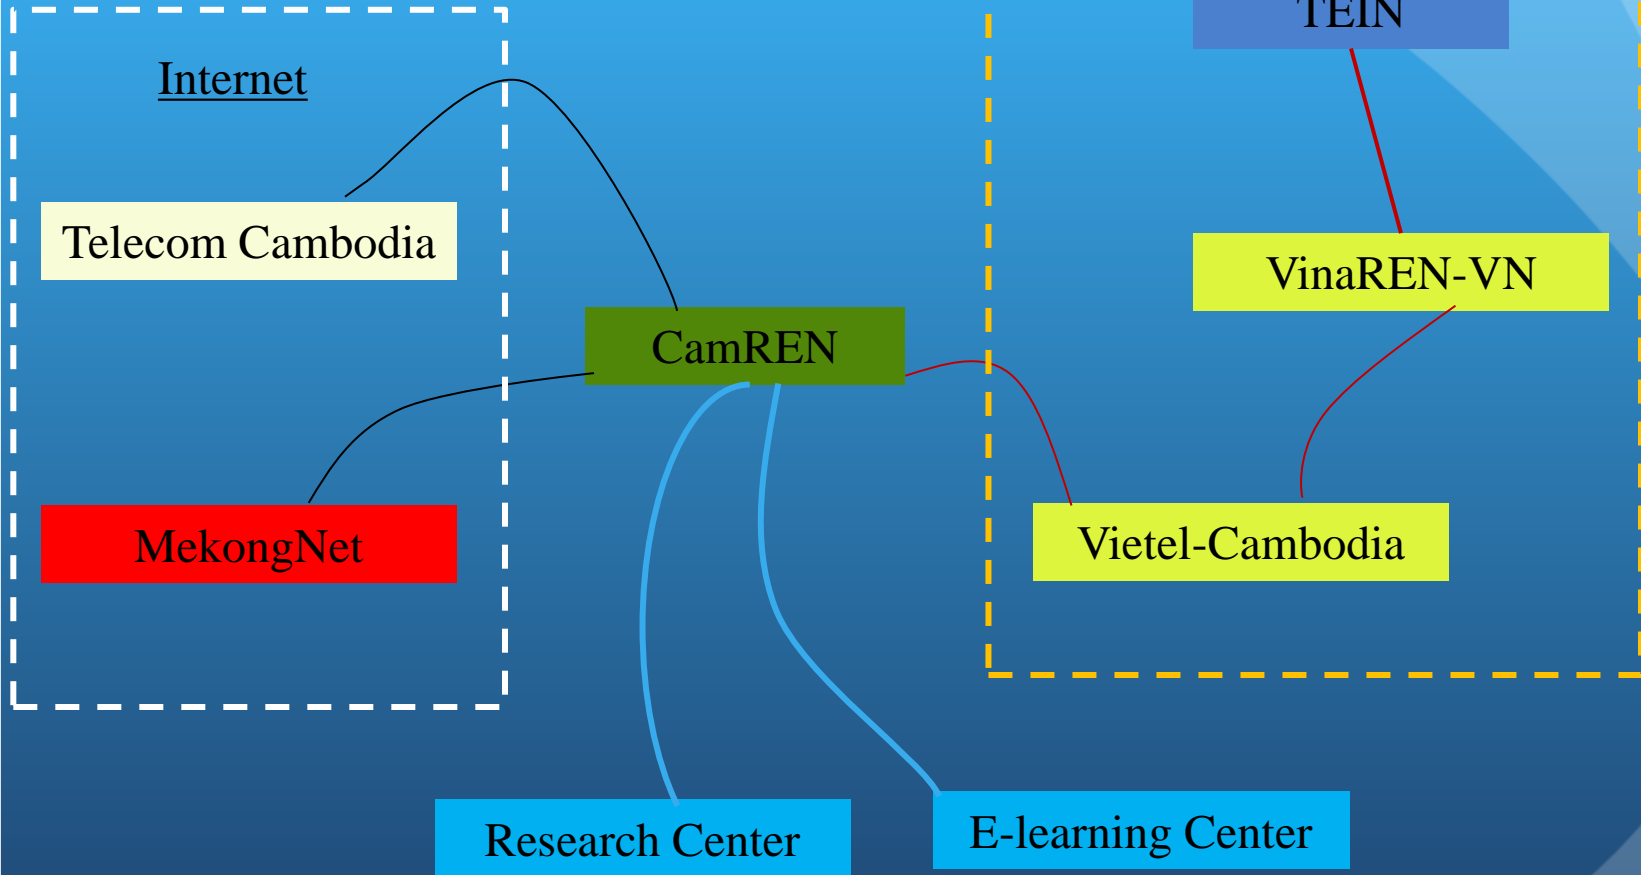 TEIN
Internet
Telecom Cambodia
VinaREN-VN
CamREN
MekongNet
Vietel-Cambodia
Research Center
E-learning Center